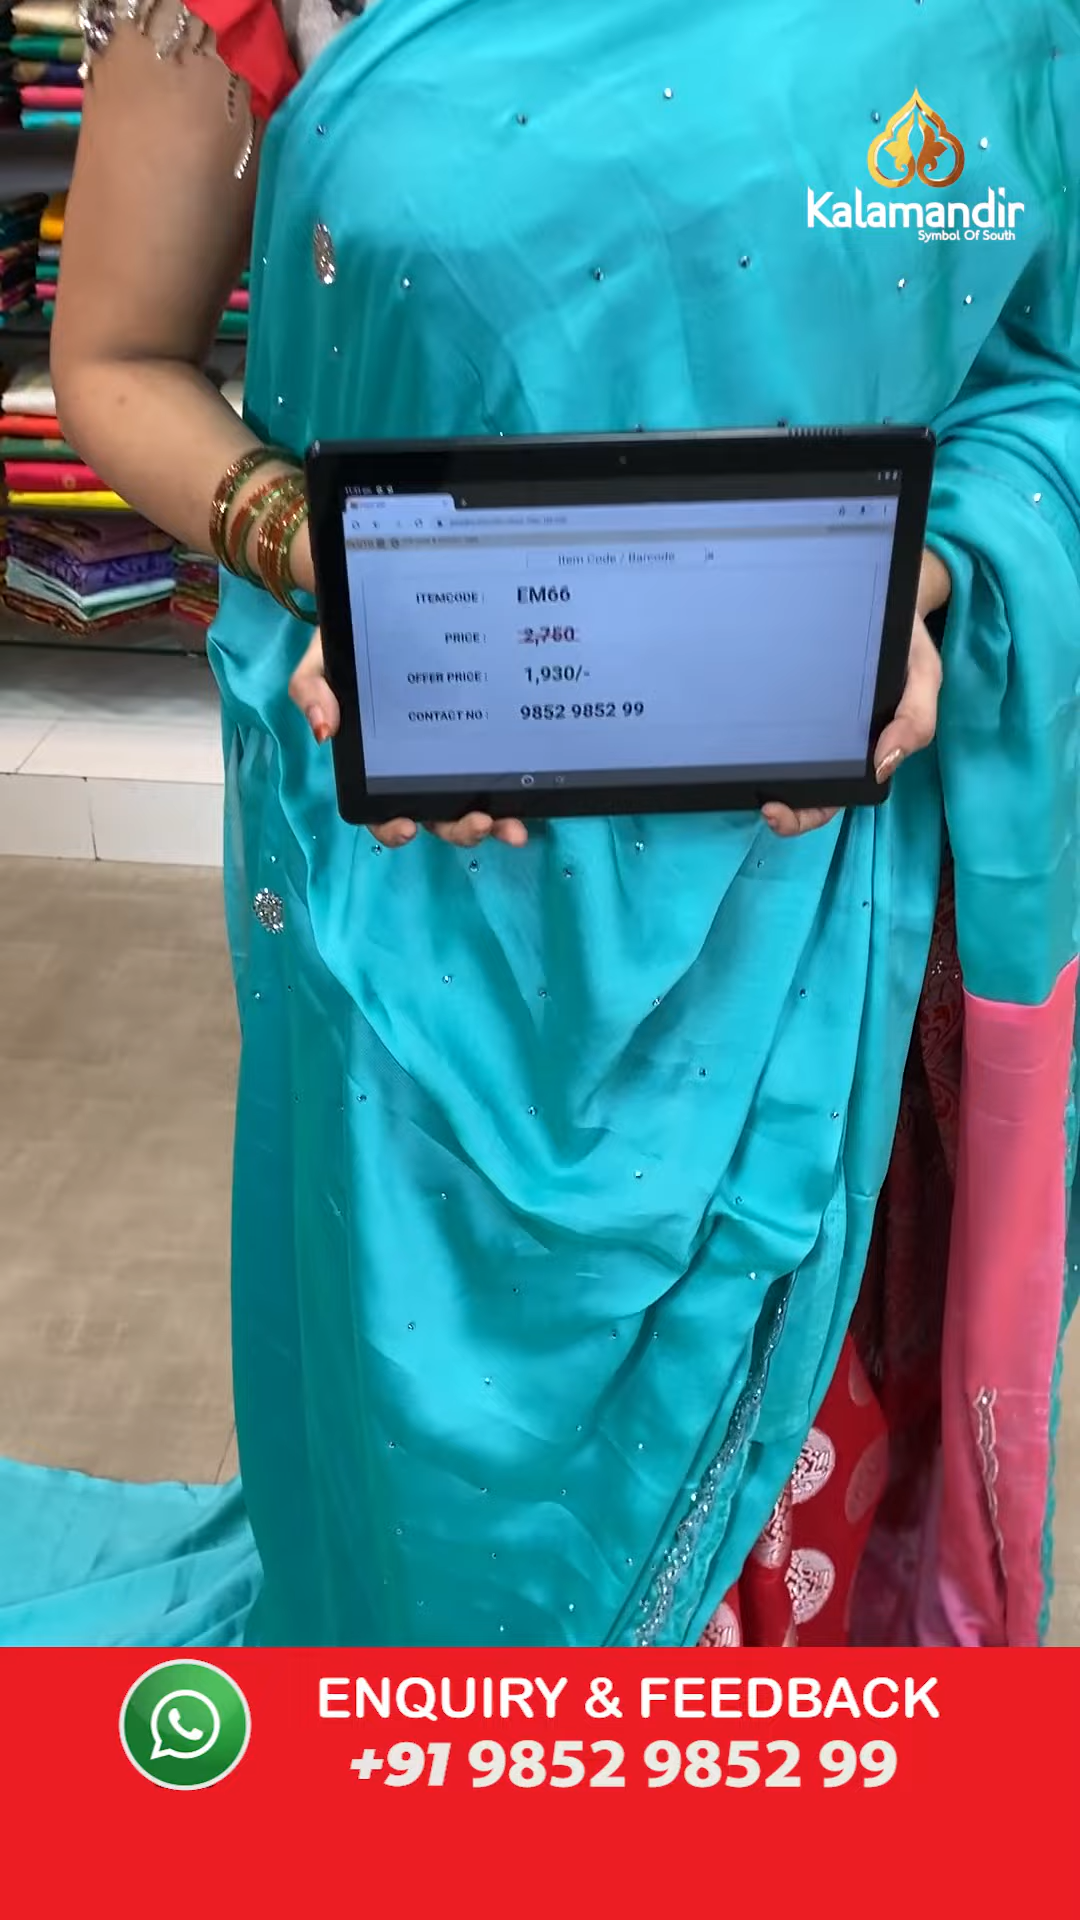 Kalamandir
Symbol Of South
Item Code / Barcode
ITEMCODE : EM66
PRICE : 2,750
OFFER PRICE : 1,930/-
CONTACT NO : 9852 9852 99
ENQUIRY & FEEDBACK
+91 9852 9852 99